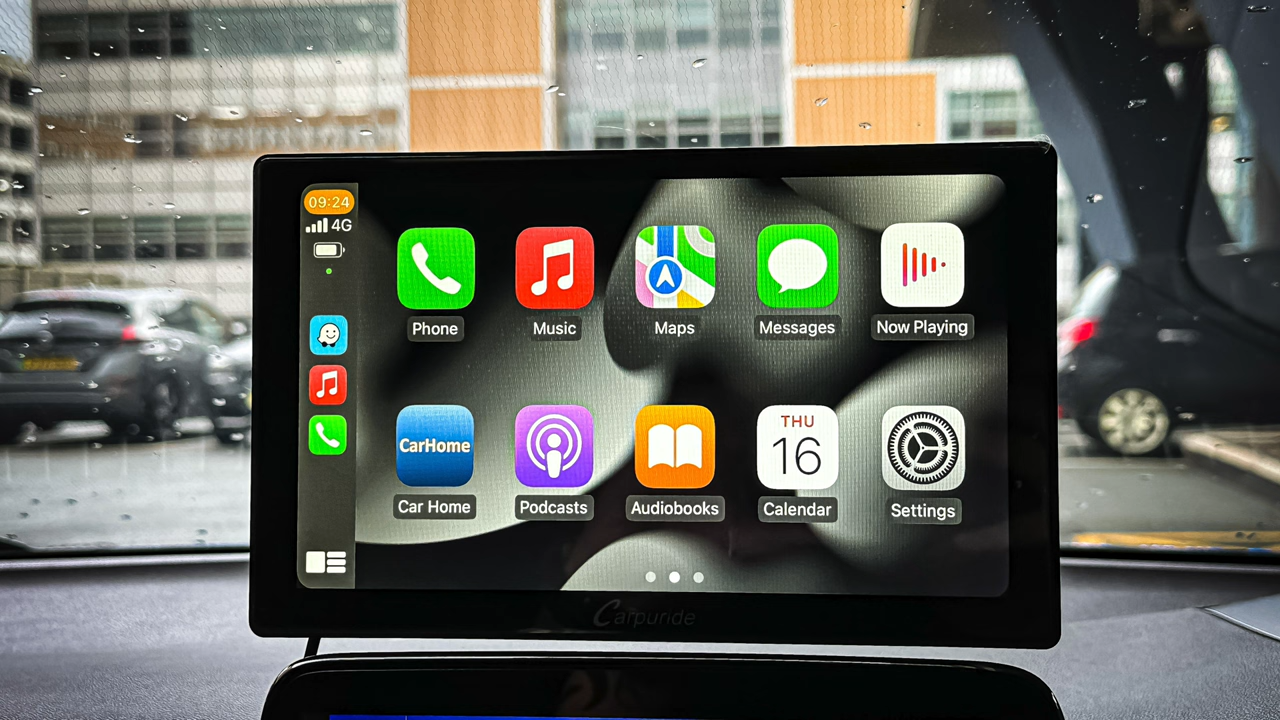 09:24
4G
Phone
Music
Maps
Messages
Now Playing
CarHome
THU
16
Car Home
Podcasts
Audiobooks
Calendar
Settings
Carpuride